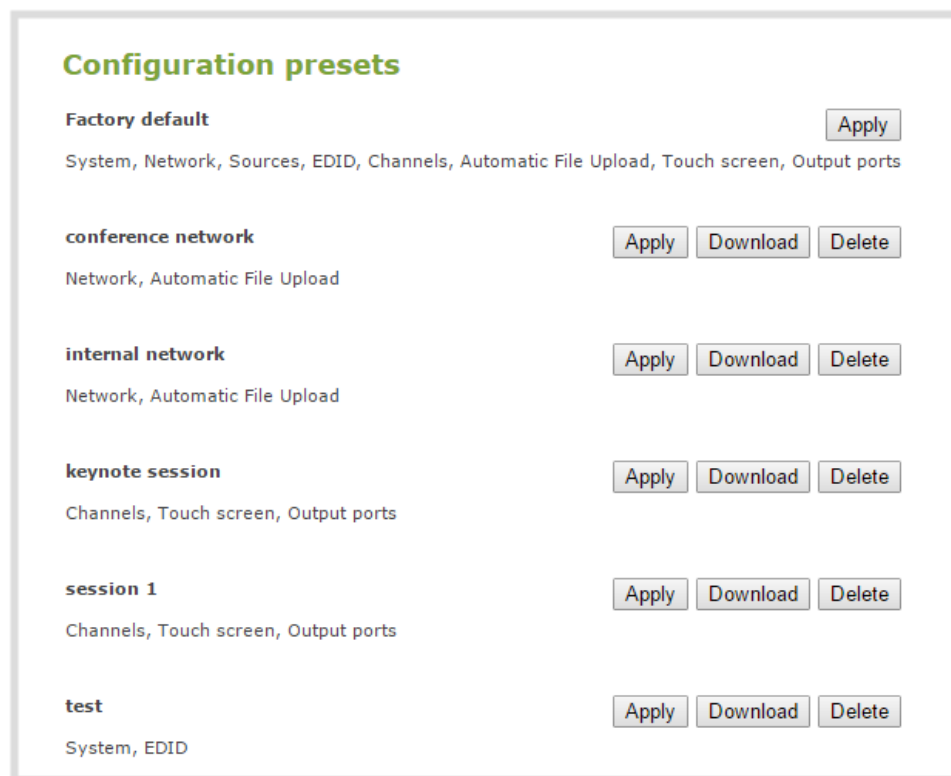 Configuration presets
Factory default Apply
System, Network, Sources, EDID, Channels, Automatic File Upload, Touch screen, Output ports
conference network Apply Download Delete
Network, Automatic File Upload
internal network Apply Download Delete
Network, Automatic File Upload
keynote session Apply Download Delete
Channels, Touch screen, Output ports
session 1 Apply Download Delete
Channels, Touch screen, Output ports
test Apply Download Delete
System, EDID